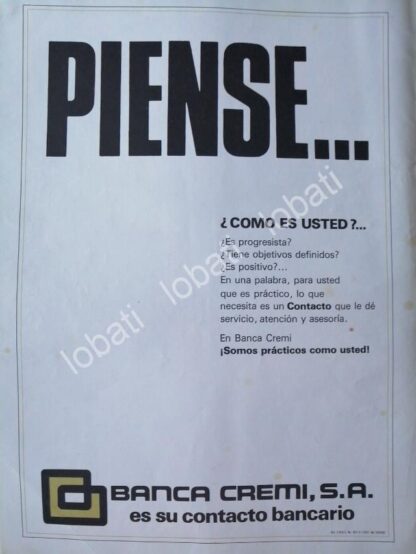 PIENSE...
¿COMO ES USTED?...
¿Es progresista?
¿Tiene objetivos definidos?
¿Es positivo?...
En una palabra, para usted
que es práctico, lo que
necesita es un Contacto que le dé
servicio, atención y asesoría.
En Banca Cremi
¡Somos prácticos como usted!
lobati lobati lobati
BANCA CREMI, S.A.
es su contacto bancario